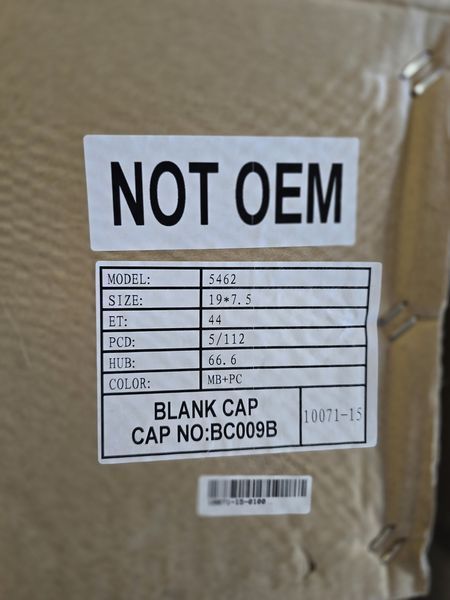 NOT OEM
MODEL: 5462
SIZE: 19*7.5
ET: 44
PCD: 5/112
HUB: 66.6
COLOR: MB+PC
BLANK CAP
CAP NO:BC009B
10071-15